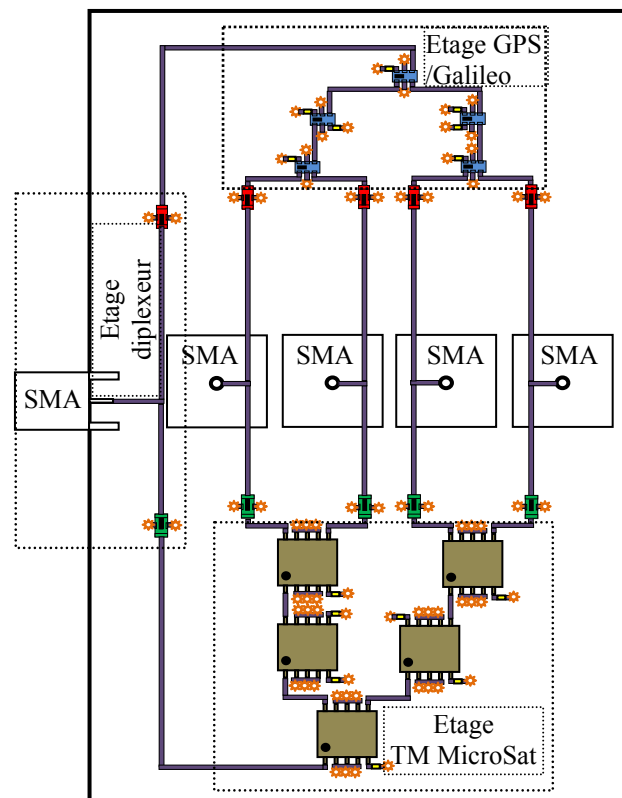 Etage GPS
/Galileo
Etage
diplexeur
SMA
SMA
SMA
SMA
SMA
Etage
TM MicroSat